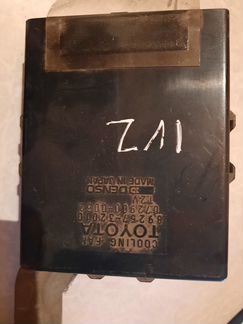 COOLING FAN
TOYOTA
12V
DENSO
MADE IN JAPAN
1VZ